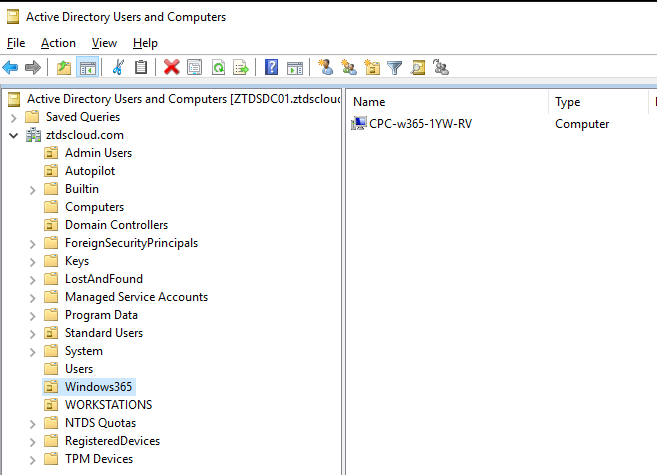 Active Directory Users and Computers
File Action View Help
Active Directory Users and Computers [ZTDSDC01.ztdsclou
Saved Queries
ztdscloud.com
Admin Users
Autopilot
Builtin
Computers
Domain Controllers
ForeignSecurityPrincipals
Keys
LostAndFound
Managed Service Accounts
Program Data
Standard Users
System
Users
Windows365
WORKSTATIONS
NTDS Quotas
RegisteredDevices
TPM Devices
Name Type
CPC-w365-1YW-RV Computer